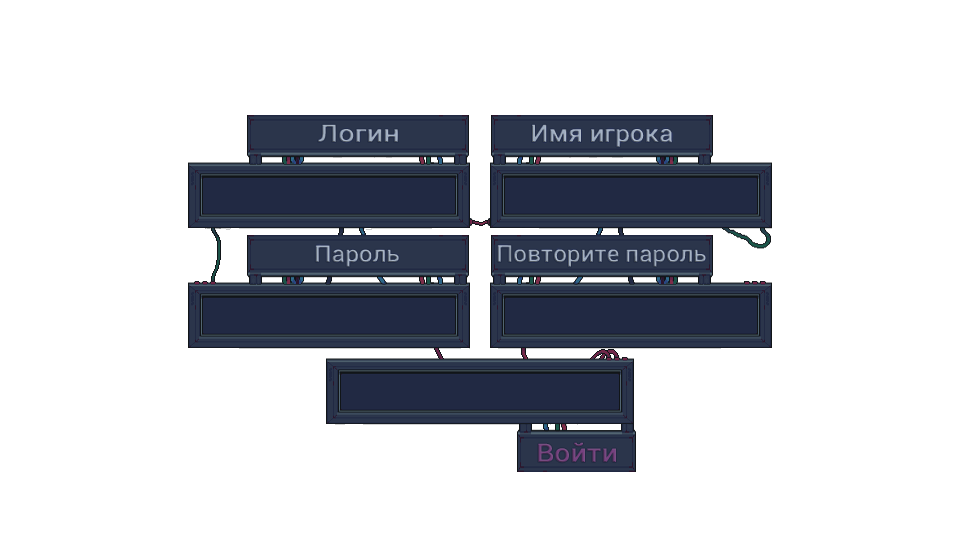 Логин
Имя игрока
Пароль
Повторите пароль
Войти